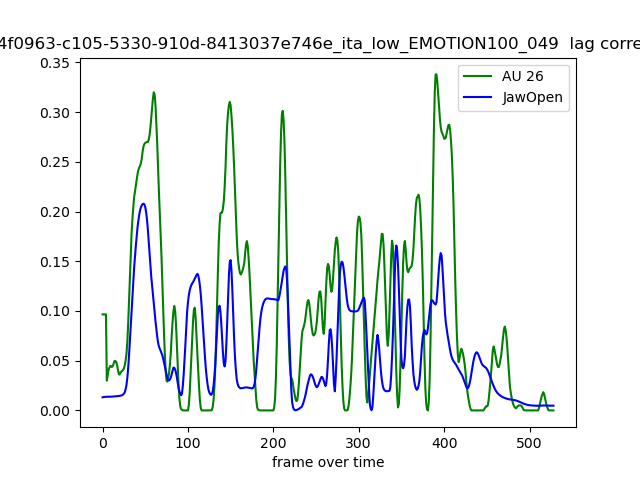 4f0963-c105-5330-910d-8413037e746e_ita_low_EMOTION100_049 lag corre
AU 26
JawOpen
0.35
0.30
0.25
0.20
0.15
0.10
0.05
0.00
0 100 200 300 400 500
frame over time